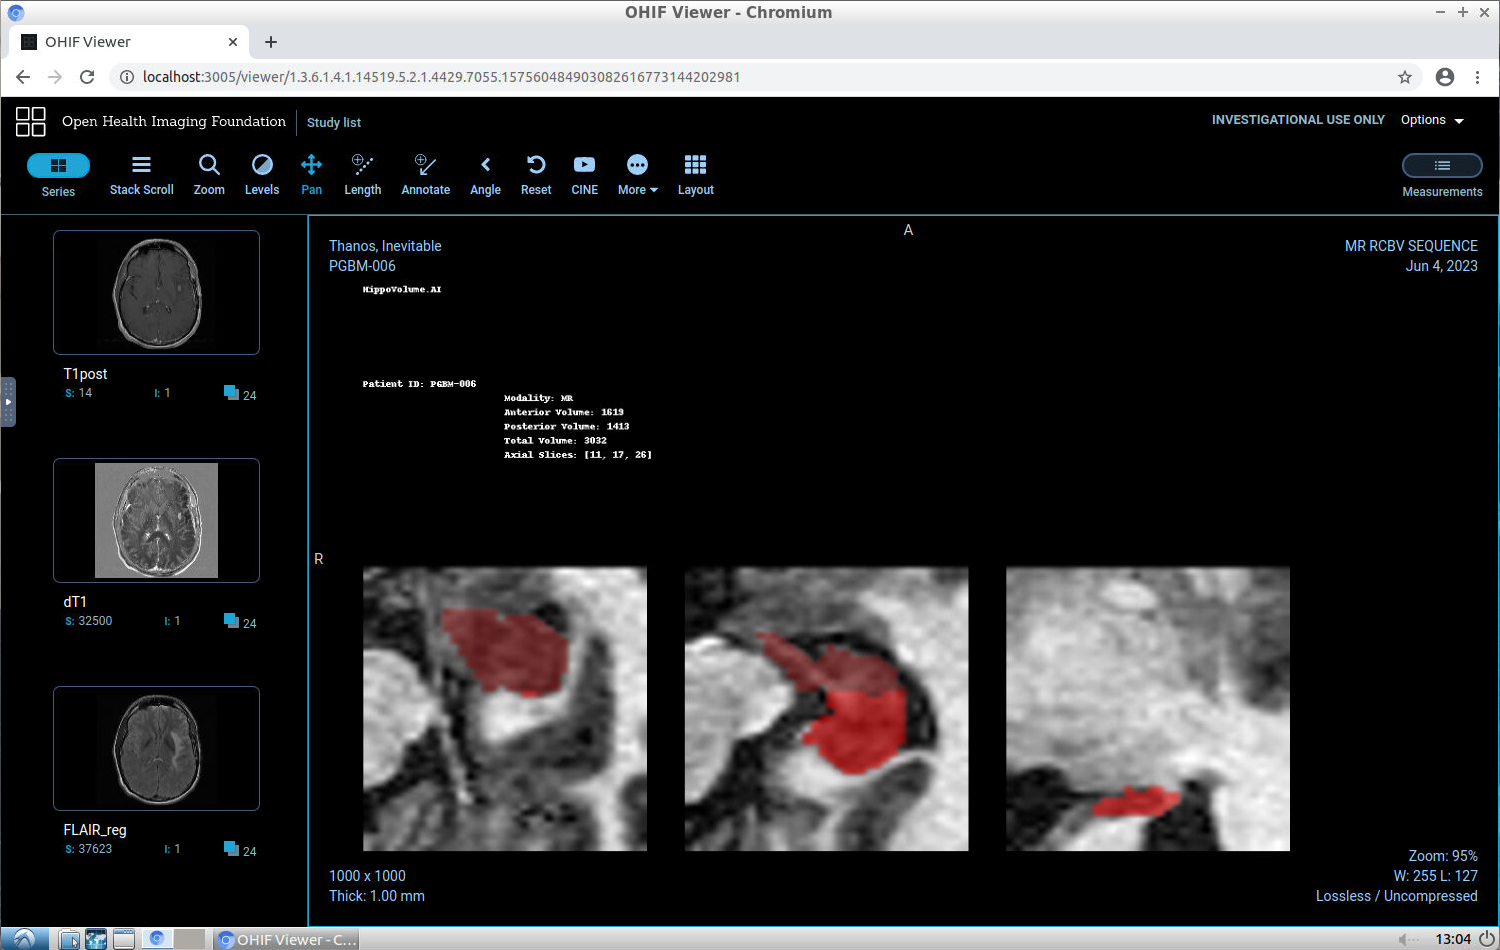 OHIF Viewer - Chromium
OHIF Viewer
localhost:3005/viewer/1.3.6.1.4.1.14519.5.2.1.4429.7055.157560484903082616773144202981
Open Health Imaging Foundation
Study list
INVESTIGATIONAL USE ONLY
Options
Series
Stack Scroll
Zoom
Levels
Pan
Length
Annotate
Angle
Reset
CINE
More
Layout
Measurements
T1post
S: 14 I: 1 24
dT1
S: 32500 I: 1 24
FLAIR_reg
S: 37623 I: 1 24
A
Thanos, Inevitable
PGBM-006
MR RCBV SEQUENCE
Jun 4, 2023
HippoVolume.AI
Patient ID: PGBM-006
Modality: MR
Anterior Volume: 1619
Posterior Volume: 1413
Total Volume: 3032
Axial Slices: [11, 17, 26]
R
1000 x 1000
Thick: 1.00 mm
Zoom: 95%
W: 255 L: 127
Lossless / Uncompressed
OHIF Viewer - C...
13:04